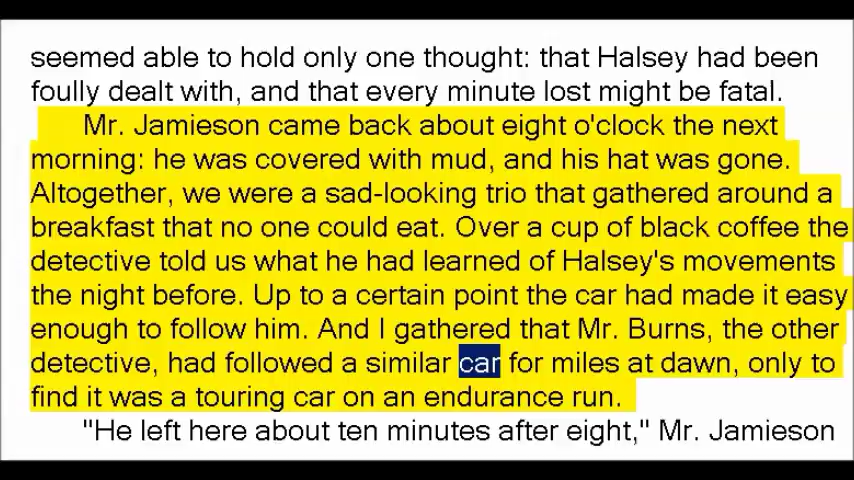 seemed able to hold only one thought: that Halsey had been
foully dealt with, and that every minute lost might be fatal.
Mr. Jamieson came back about eight o'clock the next
morning: he was covered with mud, and his hat was gone.
Altogether, we were a sad-looking trio that gathered around a
breakfast that no one could eat. Over a cup of black coffee the
detective told us what he had learned of Halsey's movements
the night before. Up to a certain point the car had made it easy
enough to follow him. And I gathered that Mr. Burns, the other
detective, had followed a similar car for miles at dawn, only to
find it was a touring car on an endurance run.
"He left here about ten minutes after eight," Mr. Jamieson